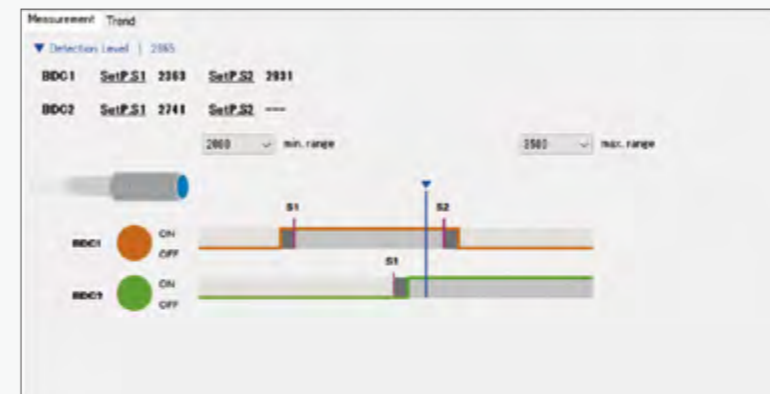 Measurement Trend
▼ Detection Level | 2865
BDC1 SetP.S1 2363 SetP.S2 2931
BDC2 SetP.S1 2741 SetP.S2 ---
2000 min. range 3500 max. range
S1 S2
BDC1 ON
OFF
S1
BDC2 ON
OFF